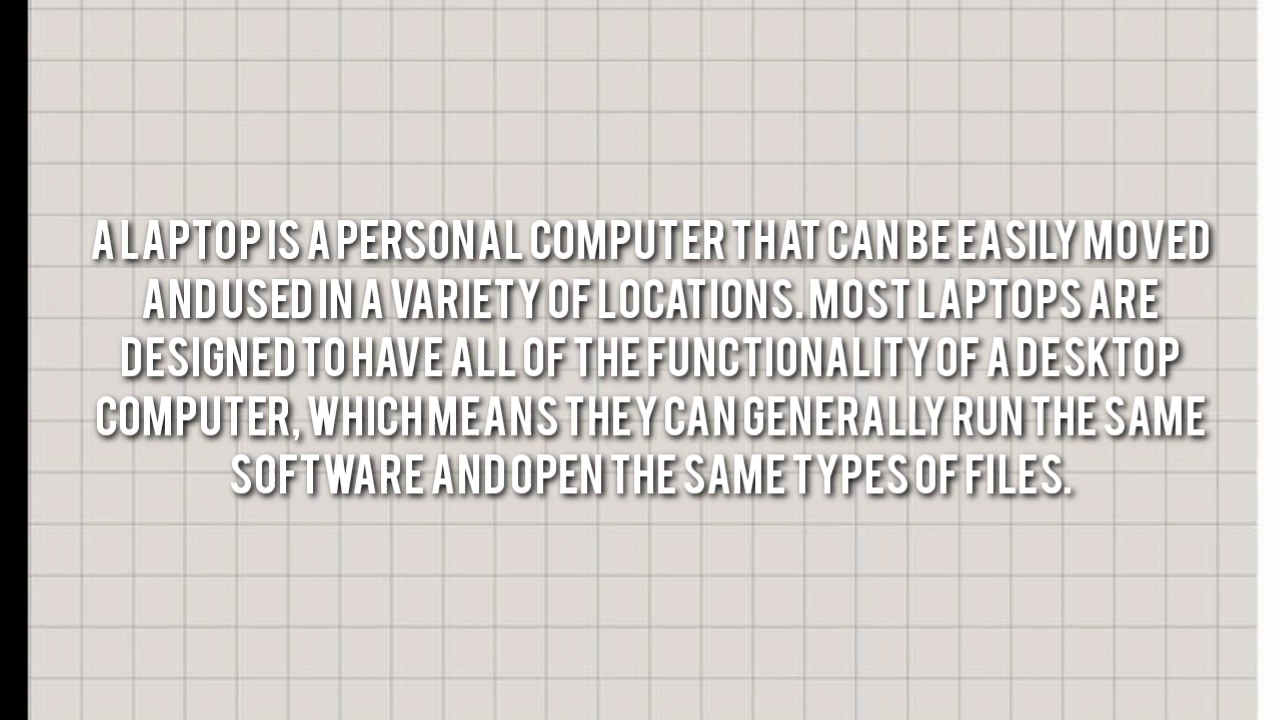 A LAPTOP IS A PERSONAL COMPUTER THAT CAN BE EASILY MOVED
AND USED IN A VARIETY OF LOCATIONS. MOST LAPTOPS ARE
DESIGNED TO HAVE ALL OF THE FUNCTIONALITY OF A DESKTOP
COMPUTER, WHICH MEANS THEY CAN GENERALLY RUN THE SAME
SOFTWARE AND OPEN THE SAME TYPES OF FILES.